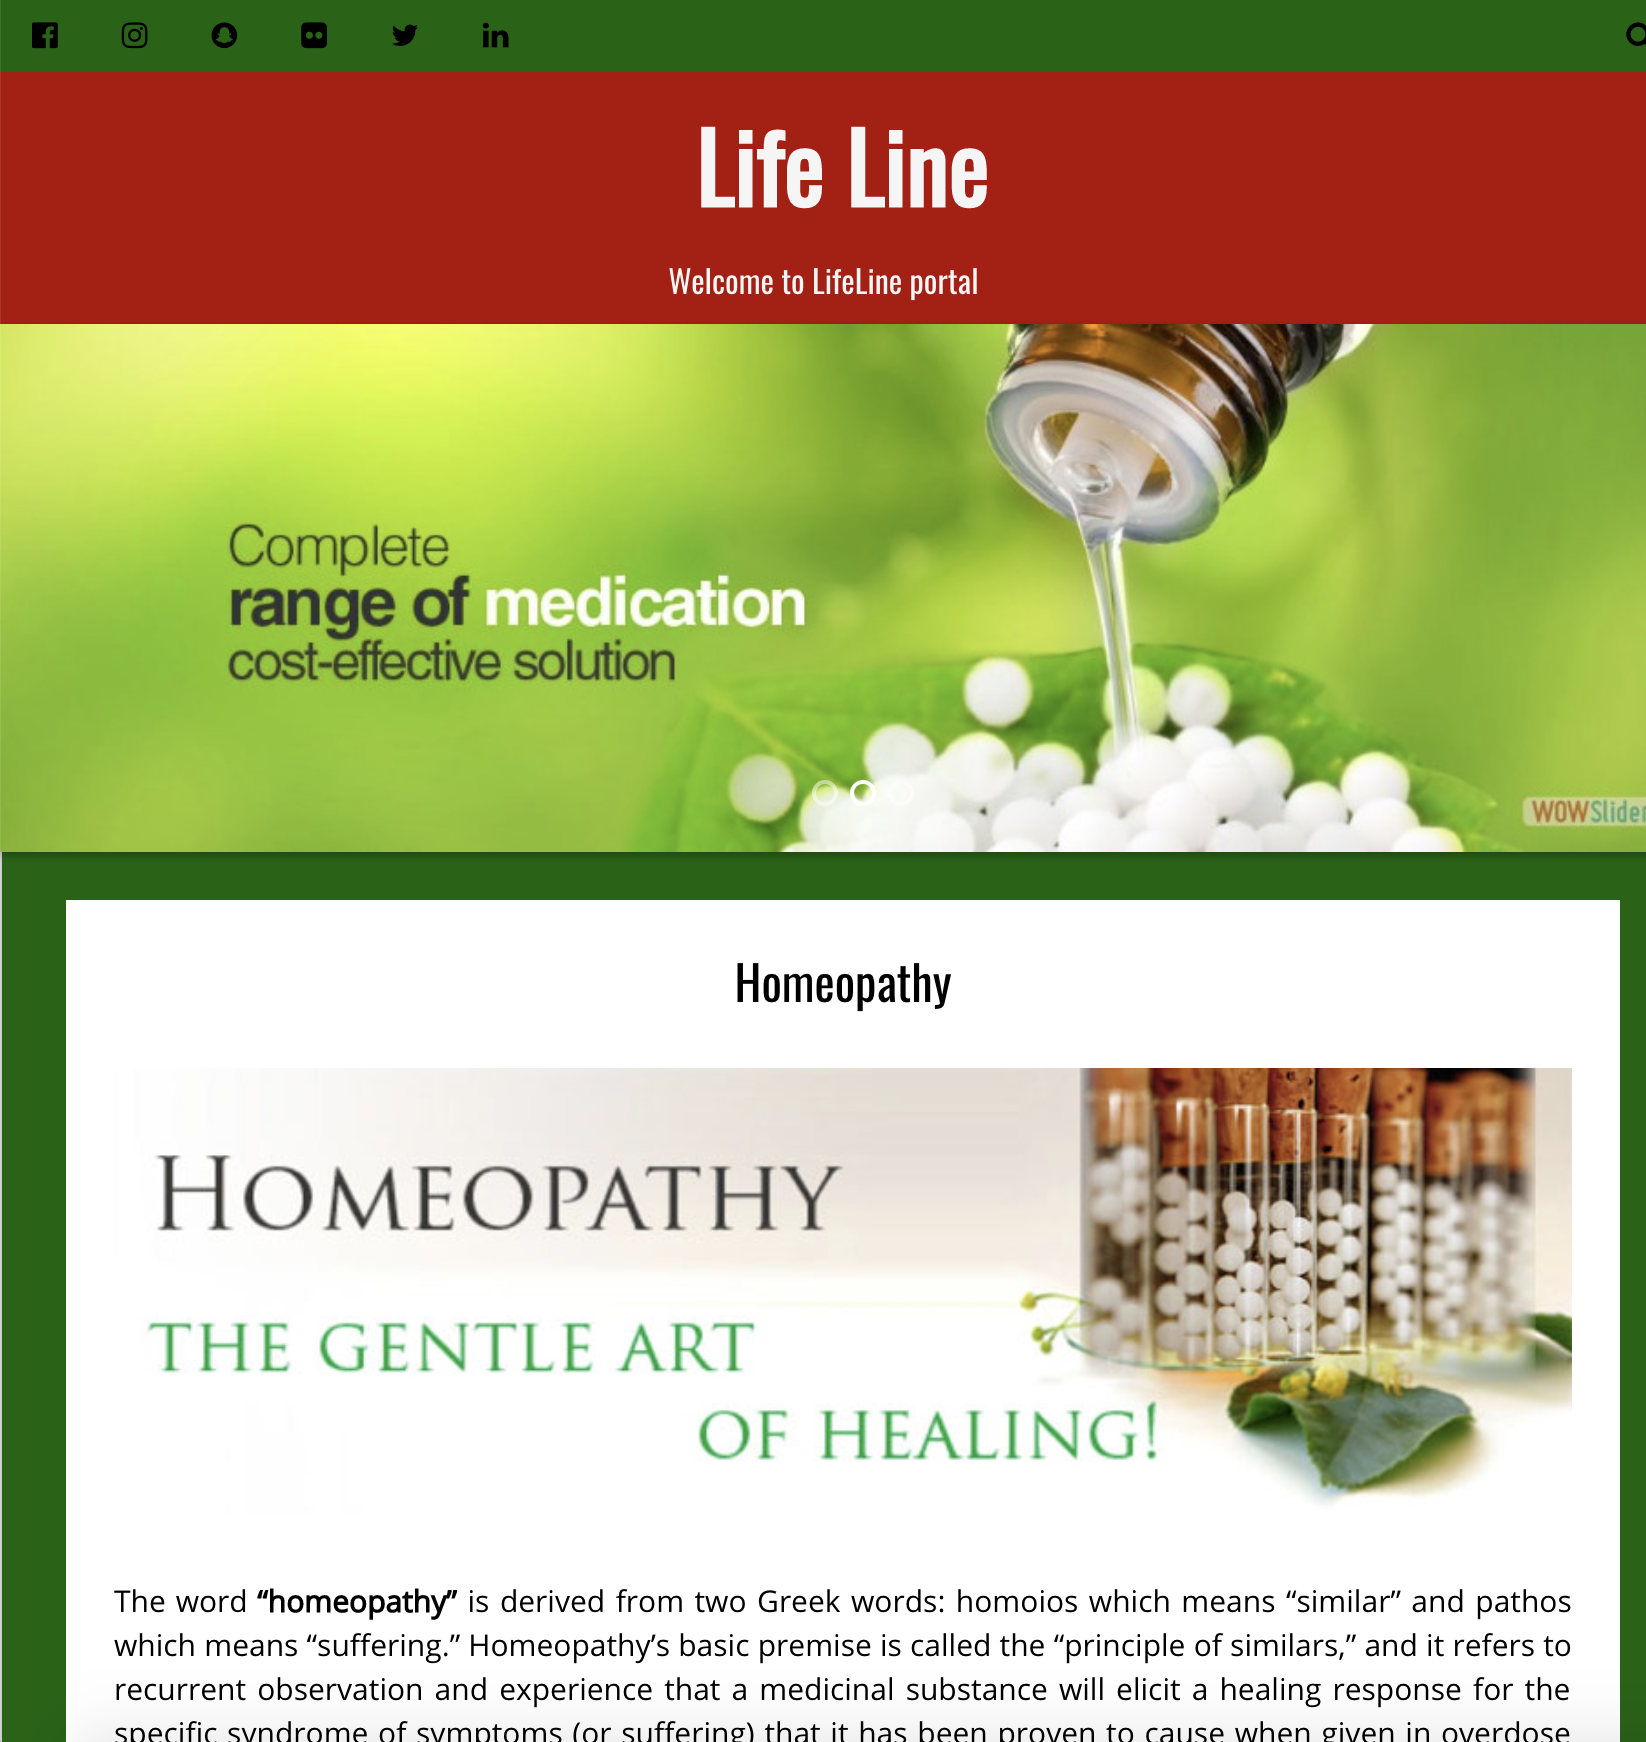 Life Line
Welcome to LifeLine portal
Complete
range of medication
cost-effective solution
WOWSlider
Homeopathy
HOMEOPATHY
THE GENTLE ART
OF HEALING!
The word “homeopathy” is derived from two Greek words: homoios which means “similar” and pathos
which means “suffering.” Homeopathy’s basic premise is called the “principle of similars,” and it refers to
recurrent observation and experience that a medicinal substance will elicit a healing response for the
specific syndrome of symptoms (or suffering) that it has been proven to cause when given in overdose